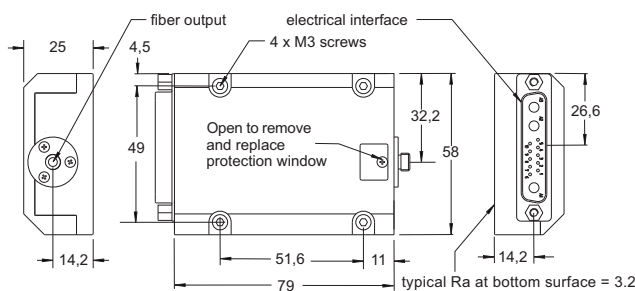 fiber output
electrical interface
25
4,5
4 x M3 screws
32,2
26,6
49
Open to remove
and replace
protection window
58
14,2
51,6
11
14,2
79
typical Ra at bottom surface = 3.2